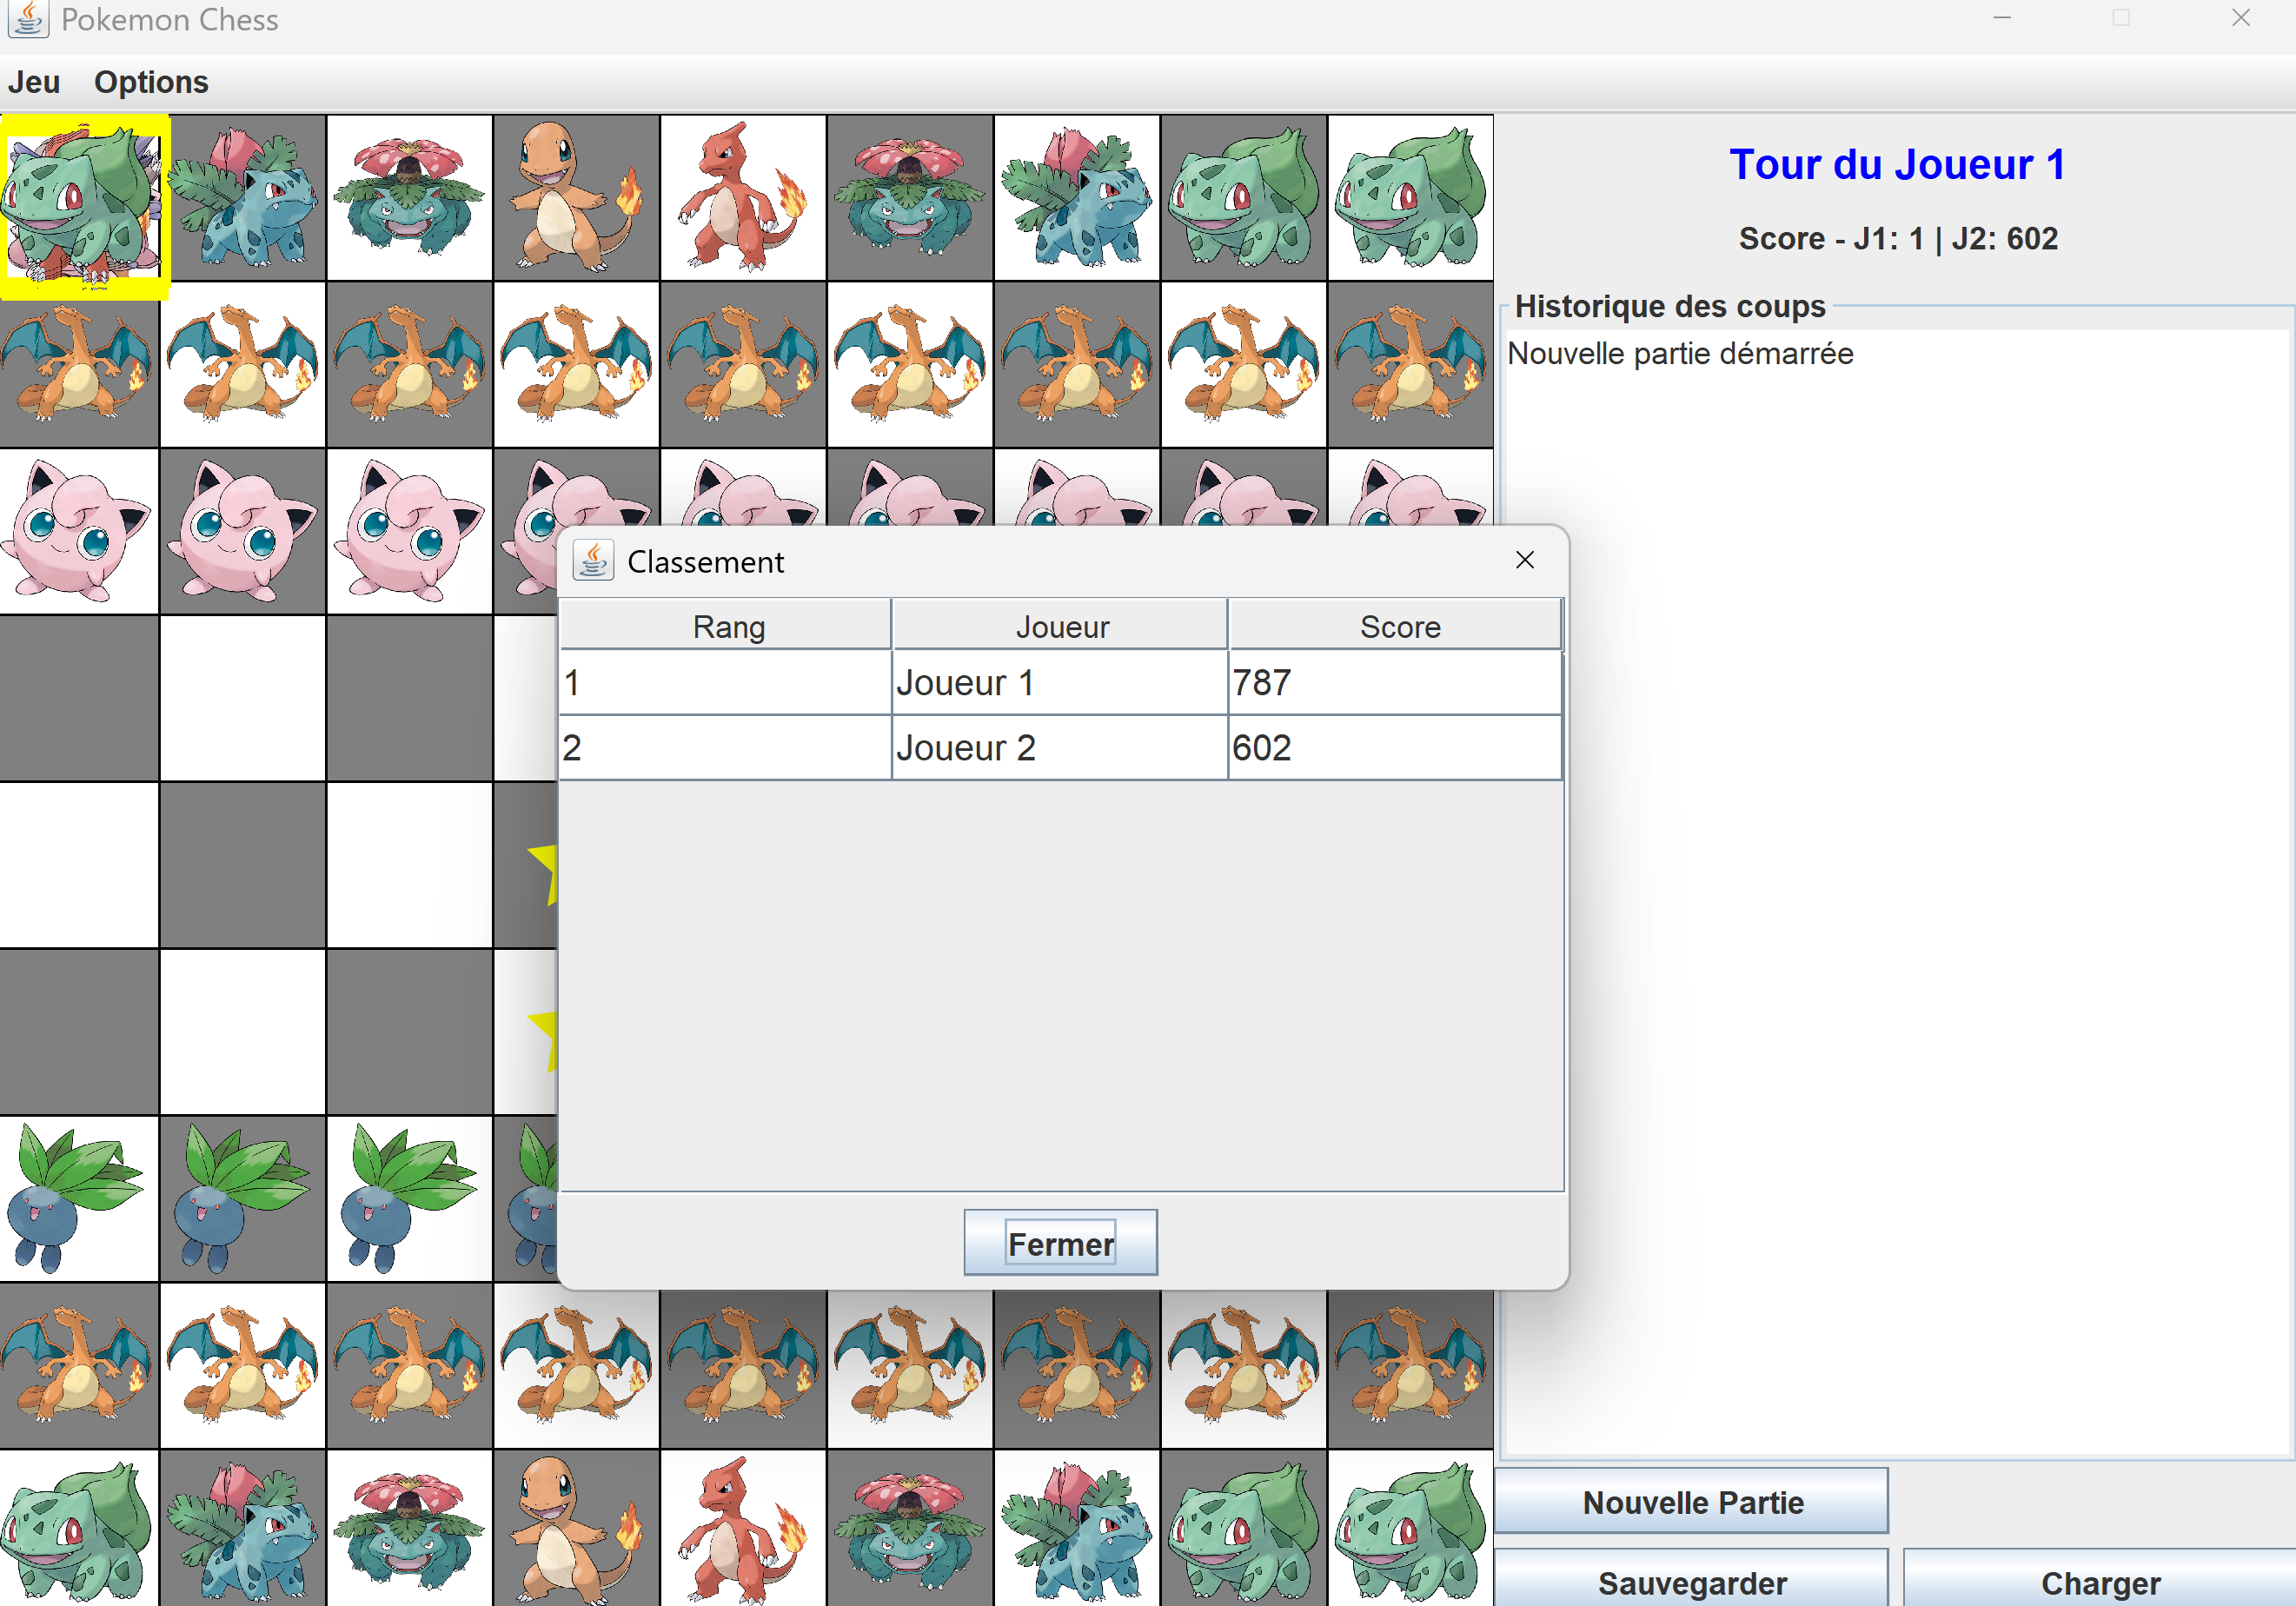 Pokemon Chess
Jeu Options
Tour du Joueur 1
Score - J1: 1 | J2: 602
Historique des coups
Nouvelle partie démarrée
Classement
Rang Joueur Score
1 Joueur 1 787
2 Joueur 2 602
Fermer
Nouvelle Partie
Sauvegarder Charger